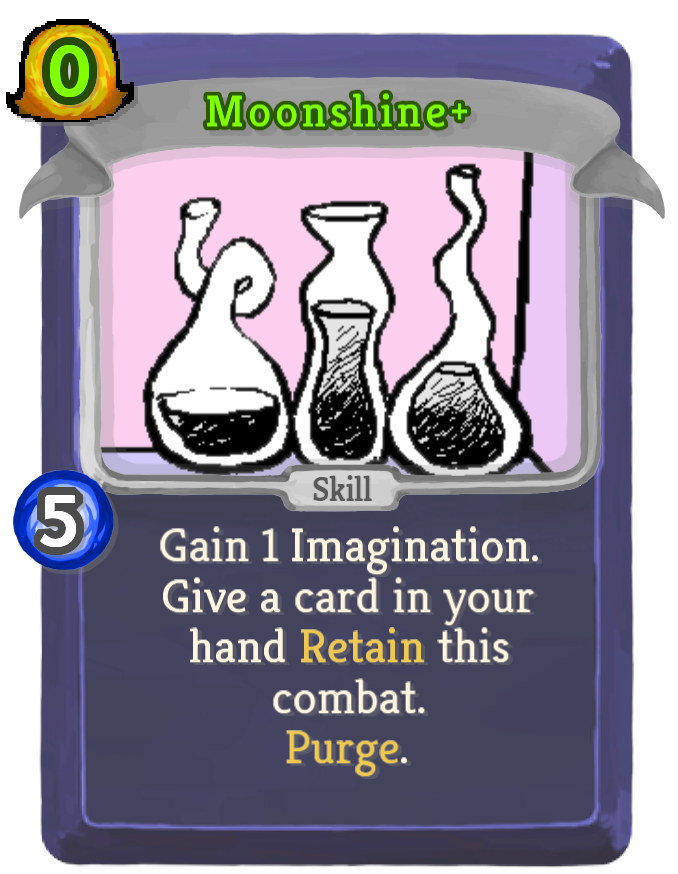 0
Moonshine+
Skill
5
Gain 1 Imagination.
Give a card in your
hand Retain this
combat.
Purge.